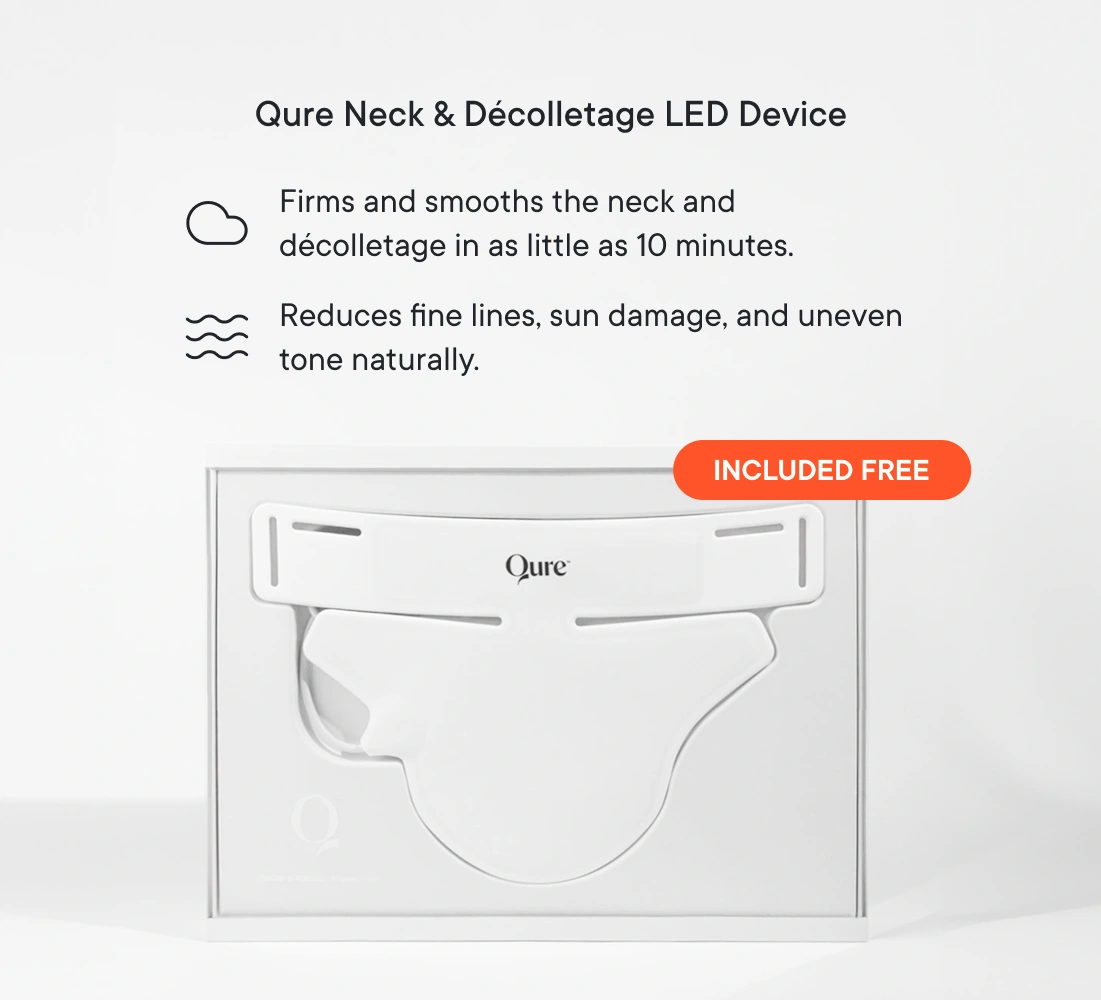 Qure Neck & Décolletage LED Device
Firms and smooths the neck and
décolletage in as little as 10 minutes.
Reduces fine lines, sun damage, and uneven
tone naturally.
INCLUDED FREE
Qure™
Q